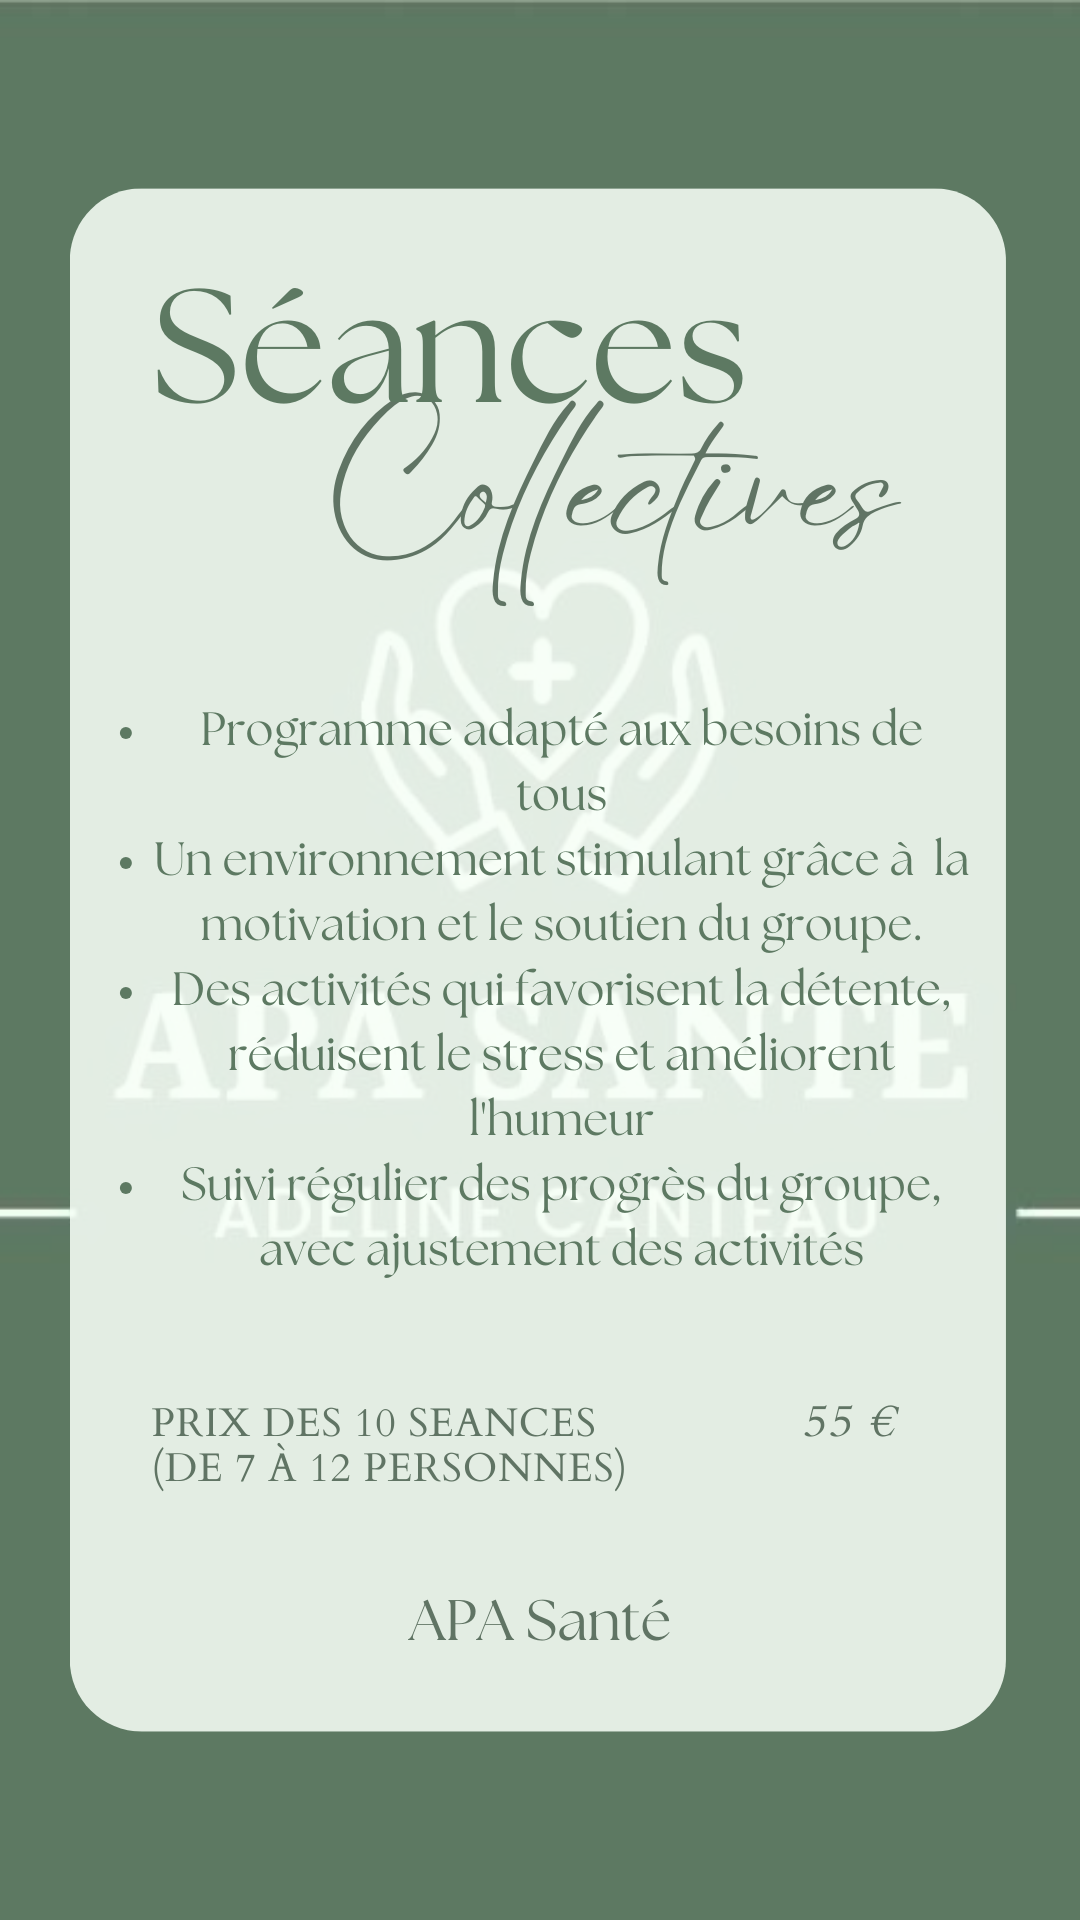 Séances
Collectives
• Programme adapté aux besoins de
tous
• Un environnement stimulant grâce à  la
motivation et le soutien du groupe.
• Des activités qui favorisent la détente,
réduisent le stress et améliorent
l'humeur
• Suivi régulier des progrès du groupe,
avec ajustement des activités
APA SANTE
ADELINE CANTEAU
PRIX DES 10 SEANCES 55 €
(DE 7 À 12 PERSONNES)
APA Santé